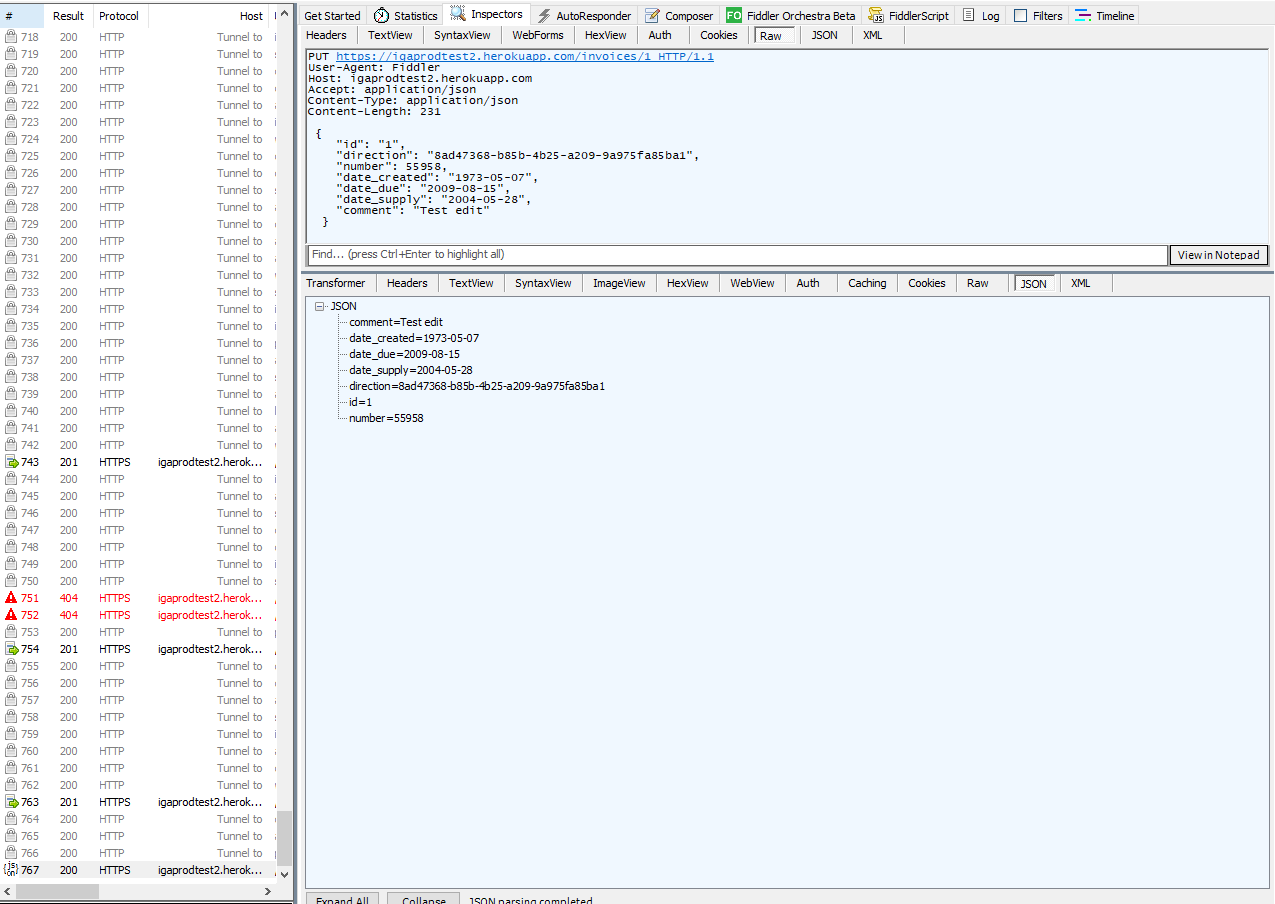 # Result Protocol Host
718 200 HTTP Tunnel to
719 200 HTTP Tunnel to
720 200 HTTP Tunnel to
721 200 HTTP Tunnel to
722 200 HTTP Tunnel to
723 200 HTTP Tunnel to
724 200 HTTP Tunnel to
725 200 HTTP Tunnel to
726 200 HTTP Tunnel to
727 200 HTTP Tunnel to
728 200 HTTP Tunnel to
729 200 HTTP Tunnel to
730 200 HTTP Tunnel to
731 200 HTTP Tunnel to
732 200 HTTP Tunnel to
733 200 HTTP Tunnel to
734 200 HTTP Tunnel to
735 200 HTTP Tunnel to
736 200 HTTP Tunnel to
737 200 HTTP Tunnel to
738 200 HTTP Tunnel to
739 200 HTTP Tunnel to
740 200 HTTP Tunnel to
741 200 HTTP Tunnel to
742 200 HTTP Tunnel to
743 201 HTTPS igaprodtest2.herok...
744 200 HTTP Tunnel to
745 200 HTTP Tunnel to
746 200 HTTP Tunnel to
747 200 HTTP Tunnel to
748 200 HTTP Tunnel to
749 200 HTTP Tunnel to
750 200 HTTP Tunnel to
751 404 HTTPS igaprodtest2.herok...
752 404 HTTPS igaprodtest2.herok...
753 200 HTTP Tunnel to
754 201 HTTPS igaprodtest2.herok...
755 200 HTTP Tunnel to
756 200 HTTP Tunnel to
757 200 HTTP Tunnel to
758 200 HTTP Tunnel to
759 200 HTTP Tunnel to
760 200 HTTP Tunnel to
761 200 HTTP Tunnel to
762 200 HTTP Tunnel to
763 201 HTTPS igaprodtest2.herok...
764 200 HTTP Tunnel to
765 200 HTTP Tunnel to
766 200 HTTP Tunnel to
767 200 HTTPS igaprodtest2.herok...
Get Started Statistics Inspectors AutoResponder Composer FO Fiddler Orchestra Beta FiddlerScript Log Filters Timeline
Headers TextView SyntaxView WebForms HexView Auth Cookies Raw JSON XML
PUT https://igaprodtest2.herokuapp.com/invoices/1 HTTP/1.1
User-Agent: Fiddler
Host: igaprodtest2.herokuapp.com
Accept: application/json
Content-Type: application/json
Content-Length: 231
{
"id": "1",
"direction": "8ad47368-b85b-4b25-a209-9a975fa85ba1",
"number": 55958,
"date_created": "1973-05-07",
"date_due": "2009-08-15",
"date_supply": "2004-05-28",
"comment": "Test edit"
}
Find... (press Ctrl+Enter to highlight all) View in Notepad
Transformer Headers TextView SyntaxView ImageView HexView WebView Auth Caching Cookies Raw JSON XML
JSON
comment=Test edit
date_created=1973-05-07
date_due=2009-08-15
date_supply=2004-05-28
direction=8ad47368-b85b-4b25-a209-9a975fa85ba1
id=1
number=55958
Expand All Collapse JSON parsing completed